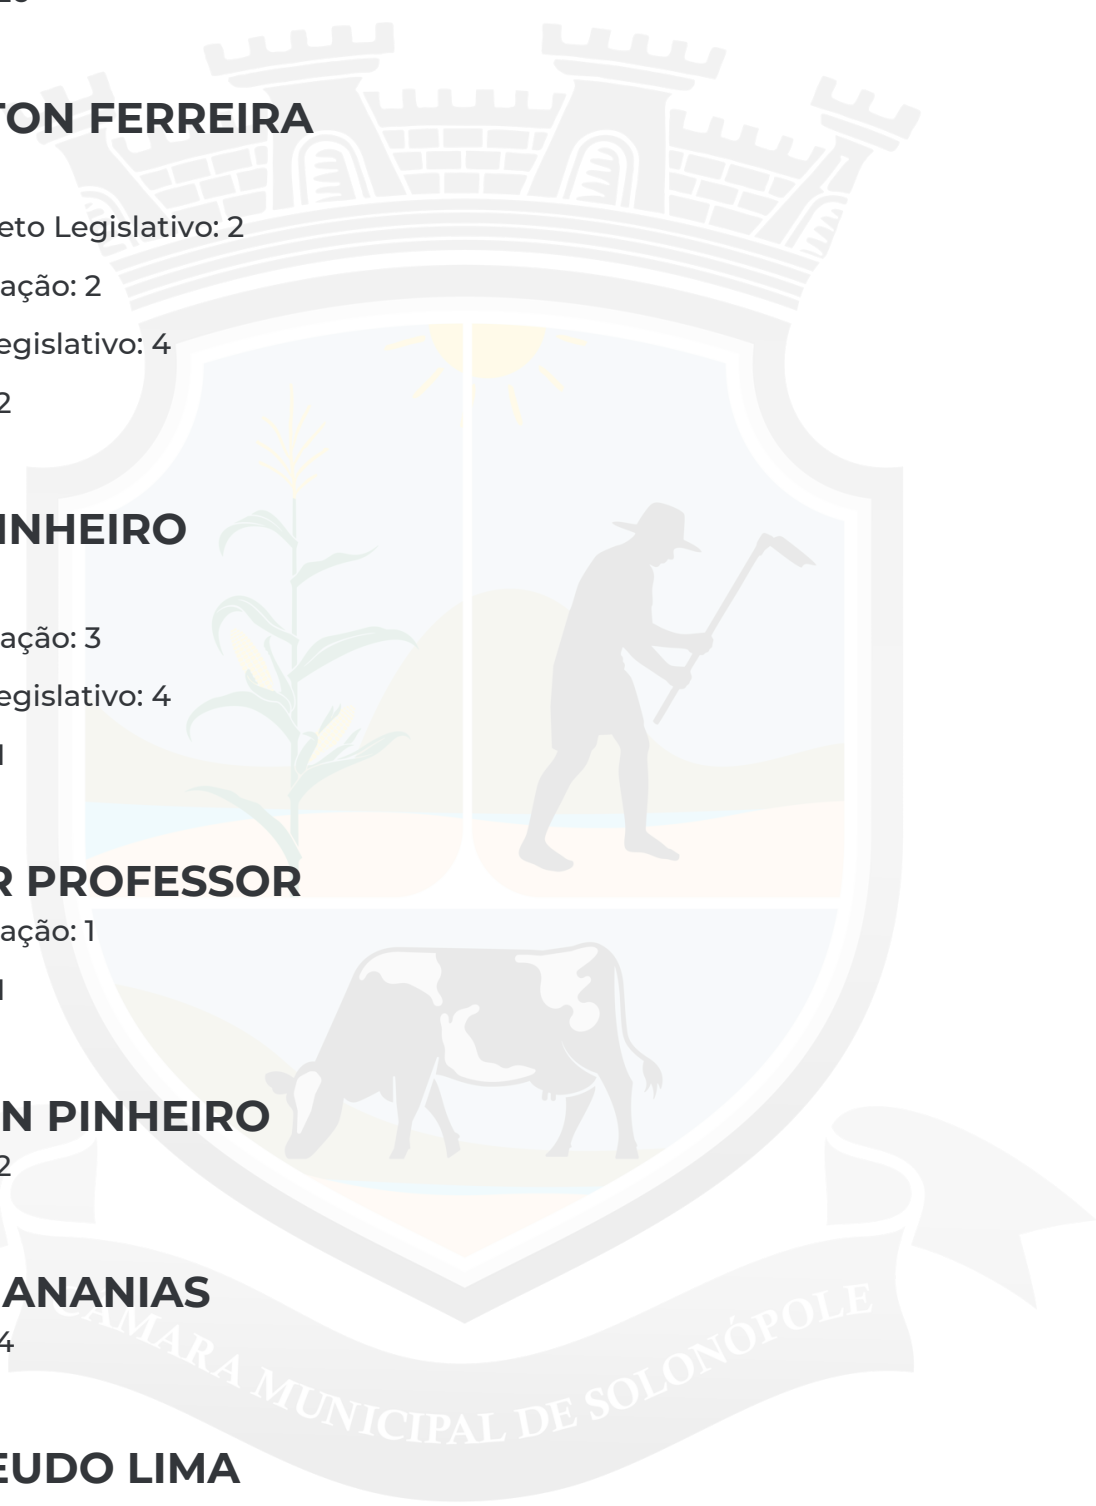 TON FERREIRA
eto Legislativo: 2
ação: 2
egislativo: 4
2
INHEIRO
ação: 3
egislativo: 4
1
R PROFESSOR
ação: 1
1
N PINHEIRO
2
ANANIAS
4
CÂMARA MUNICIPAL DE SOLONÓPOLE
EUDO LIMA